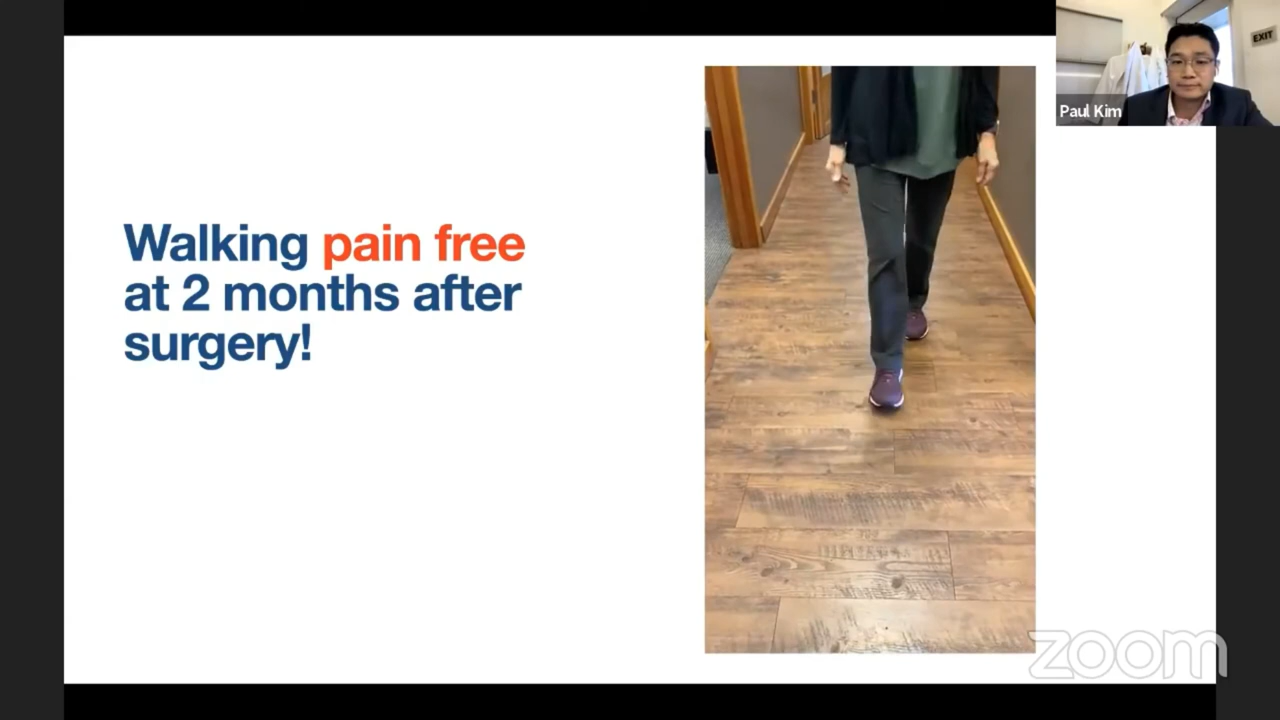 Walking pain free
at 2 months after
surgery!
EXIT
Paul Kim
zoom